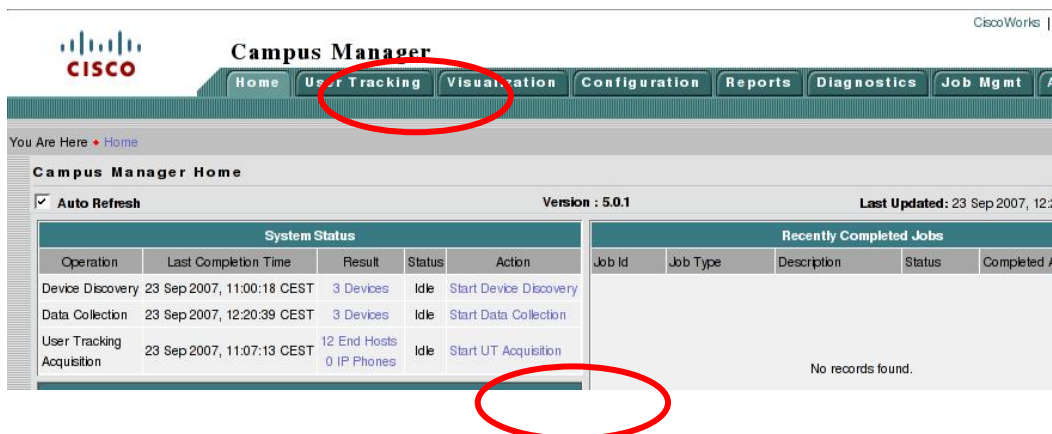 CiscoWorks |
CISCO
Campus Manager
Home User Tracking Visualization Configuration Reports Diagnostics Job Mgmt
You Are Here ♦ Home
Campus Manager Home
Auto Refresh Version : 5.0.1 Last Updated: 23 Sep 2007, 12:
System Status
Operation Last Completion Time Result Status Action
Device Discovery 23 Sep 2007, 11:00:18 CEST 3 Devices Idle Start Device Discovery
Data Collection 23 Sep 2007, 12:20:39 CEST 3 Devices Idle Start Data Collection
User Tracking Acquisition 23 Sep 2007, 11:07:13 CEST 12 End Hosts 0 IP Phones Idle Start UT Acquisition
Recently Completed Jobs
Job Id Job Type Description Status Completed A
No records found.